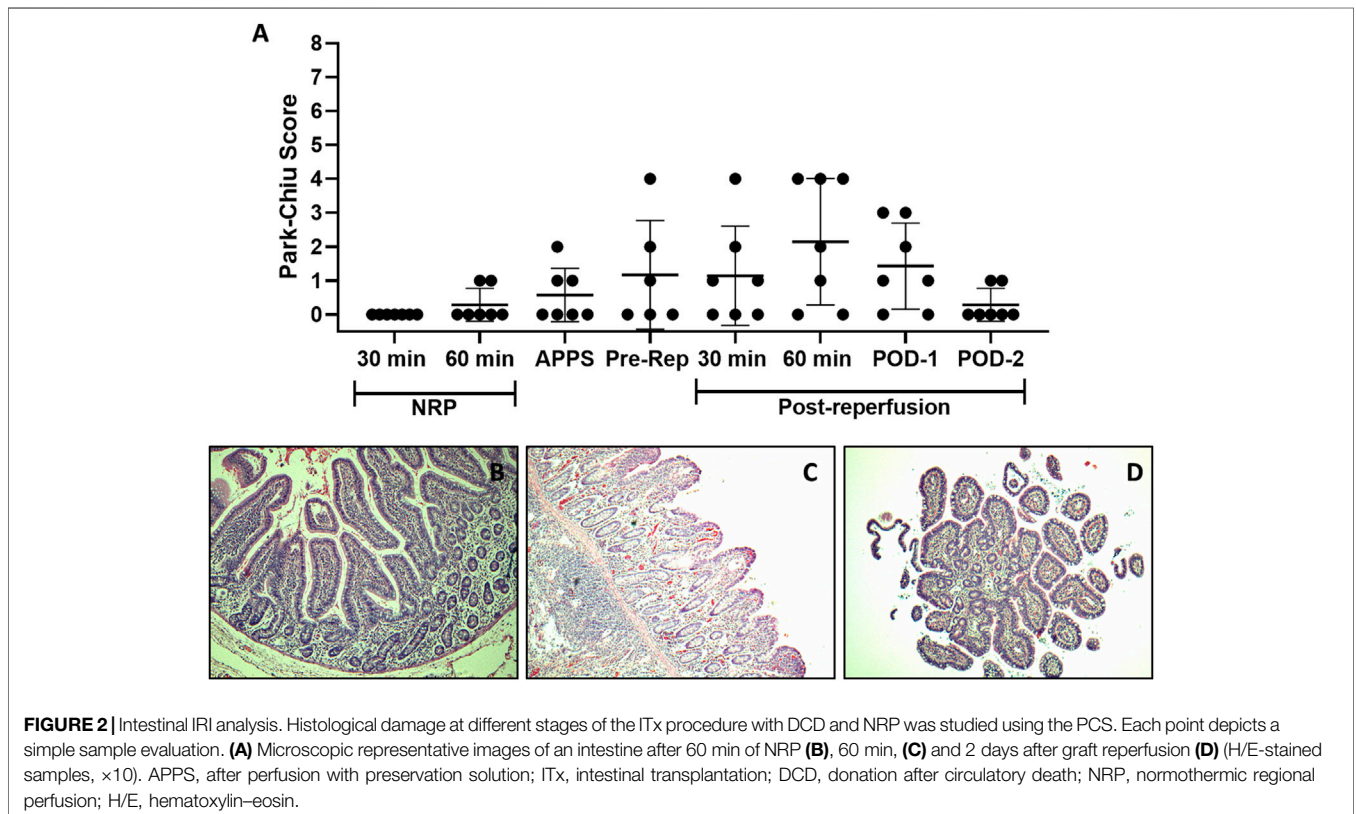 A
8
7
6
5
4
3
2
1
0
Park-Chiu Score
30 min 60 min APPS Pre-Rep 30 min 60 min POD-1 POD-2
NRP Post-reperfusion
B C D
FIGURE 2 | Intestinal IRI analysis. Histological damage at different stages of the ITx procedure with DCD and NRP was studied using the PCS. Each point depicts a
simple sample evaluation. (A) Microscopic representative images of an intestine after 60 min of NRP (B), 60 min, (C) and 2 days after graft reperfusion (D) (H/E-stained
samples, ×10). APPS, after perfusion with preservation solution; ITx, intestinal transplantation; DCD, donation after circulatory death; NRP, normothermic regional
perfusion; H/E, hematoxylin–eosin.